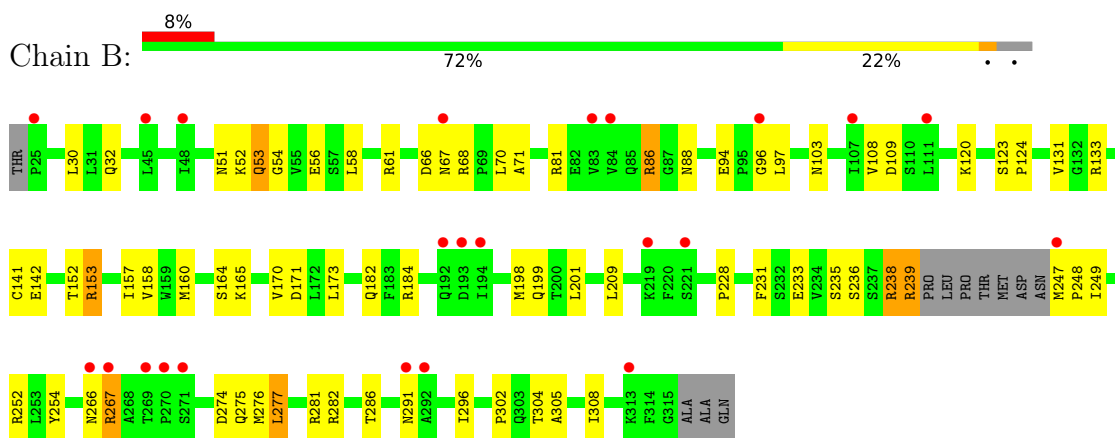 8%
Chain B:
72% 22% • •
THR P25 L30 L31 Q32 L45 I48 N51 K52 Q53 G54 V55 E56 S57 L58 R61 D66 N67 R68 P69 L70 A71 R81 E82 V83 V84 Q85 R86 G87 N88 E94 P95 G96 L97 N103 I107 V108 D109 S110 L111 K120 S123 P124 V131 G132 R133
C141 E142 T152 R153 I157 V158 W159 M160 S164 K165 V170 D171 L172 L173 Q182 F183 R184 Q192 D193 I194 M198 Q199 T200 L201 L209 K219 F220 S221 P228 F231 S232 E233 V234 S235 S236 S237 R238 R239 PRO LEU PRO THR MET ASP ASN M247 P248 I249
R252 L253 Y254 N266 R267 A268 T269 P270 S271 D274 Q275 M276 L277 R281 R282 T286 N291 A292 I296 P302 Q303 T304 A305 I308 K313 F314 G315 ALA ALA GLN